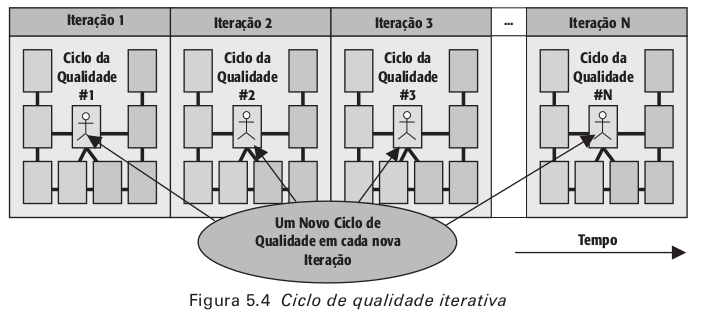 Iteração 1
Iteração 2
Iteração 3
...
Iteração N
Ciclo da
Qualidade
#1
Ciclo da
Qualidade
#2
Ciclo da
Qualidade
#3
Ciclo da
Qualidade
#N
Um Novo Ciclo de
Qualidade em cada nova
Iteração
Tempo
Figura 5.4 Ciclo de qualidade iterativa